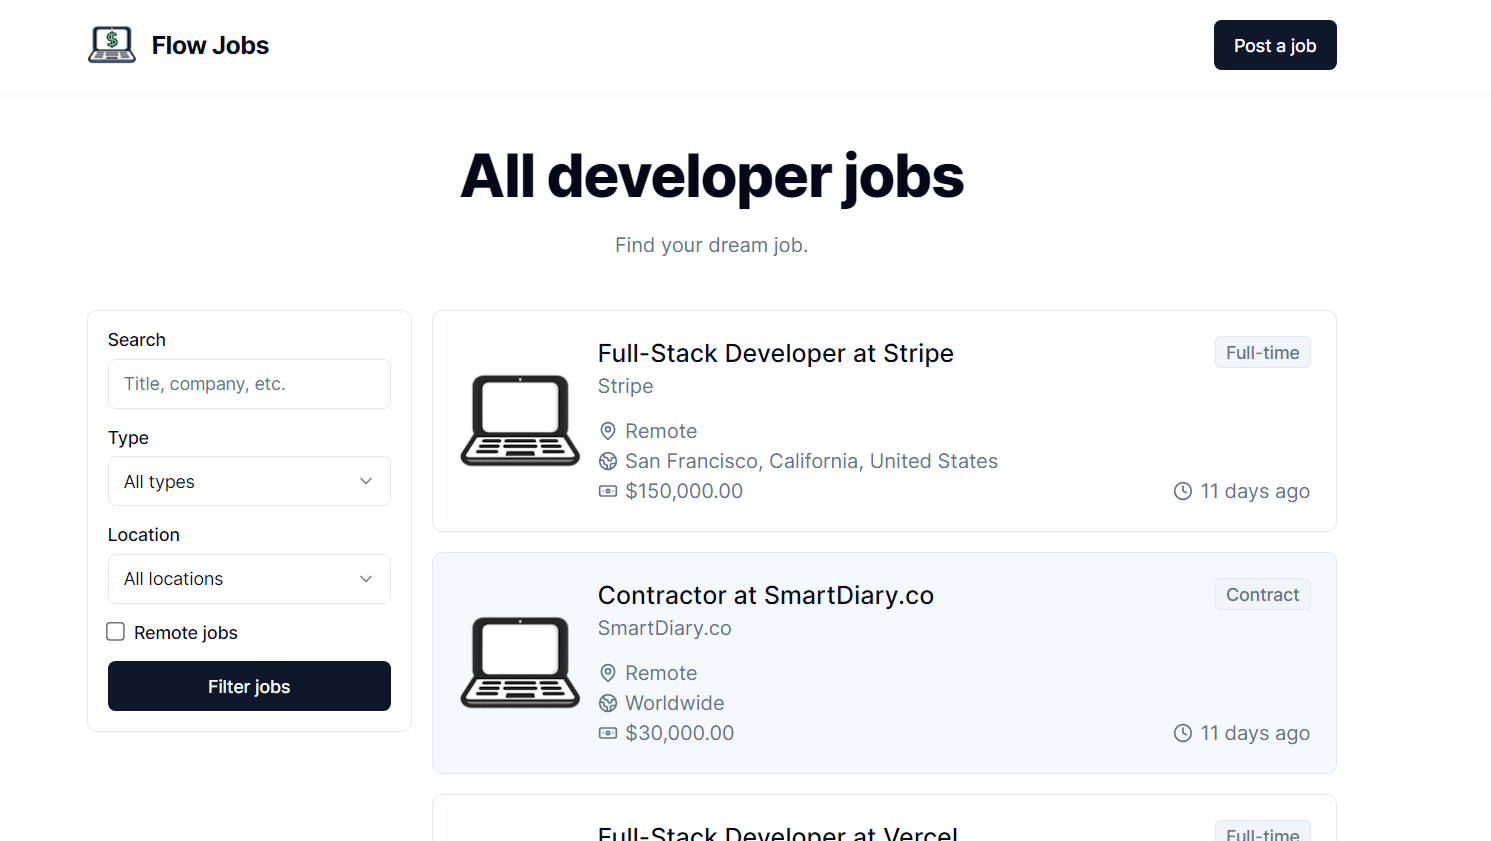 $
Flow Jobs
Post a job
All developer jobs
Find your dream job.
Search
Title, company, etc.
Type
All types
Location
All locations
Remote jobs
Filter jobs
Full-Stack Developer at Stripe
Full-time
Stripe
Remote
San Francisco, California, United States
$150,000.00
11 days ago
Contractor at SmartDiary.co
Contract
SmartDiary.co
Remote
Worldwide
$30,000.00
11 days ago
Full-Stack Developer at Vercel
Full-time